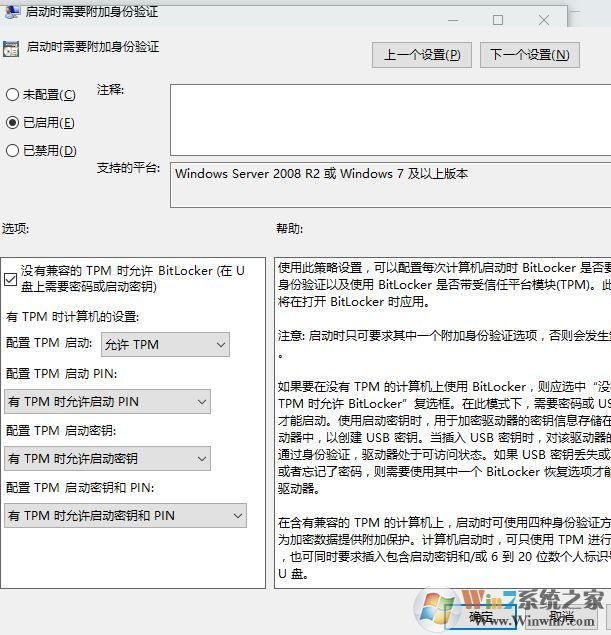 启动时需要附加身份验证
启动时需要附加身份验证
上一个设置(P)
下一个设置(N)
未配置(C)
注释:
已启用(E)
已禁用(D)
支持的平台:
Windows Server 2008 R2 或 Windows 7 及以上版本
选项:
帮助:
没有兼容的 TPM 时允许 BitLocker (在 U
盘上需要密码或启动密钥)
有 TPM 时计算机的设置:
配置 TPM 启动:
允许 TPM
配置 TPM 启动 PIN:
有 TPM 时允许启动 PIN
配置 TPM 启动密钥:
有 TPM 时允许启动密钥
配置 TPM 启动密钥和 PIN:
有 TPM 时允许启动密钥和 PIN
使用此策略设置，可以配置每次计算机启动时 BitLocker 是否要
身份验证以及使用 BitLocker 是否带受信任平台模块(TPM)。此
将在打开 BitLocker 时应用。
注意: 启动时只可要求其中一个附加身份验证选项，否则会发生
。
如果要在没有 TPM 的计算机上使用 BitLocker，则应选中“没
TPM 时允许 BitLocker”复选框。在此模式下，需要密码或 US
才能启动。使用启动密钥时，用于加密驱动器的密钥信息存储在
动器中，以创建 USB 密钥。当插入 USB 密钥时，对该驱动器的
通过身份验证，驱动器处于可访问状态。如果 USB 密钥丢失或
或者忘记了密码，则需要使用其中一个 BitLocker 恢复选项才能
驱动器。
在含有兼容的 TPM 的计算机上，启动时可使用四种身份验证方
为加密数据提供附加保护。计算机启动时，可只使用 TPM 进行
，也可同时要求插入包含启动密钥和/或 6 到 20 位数个人标识
U 盘。
确定
取消
Win7系统之家
Www.Winwin7.com